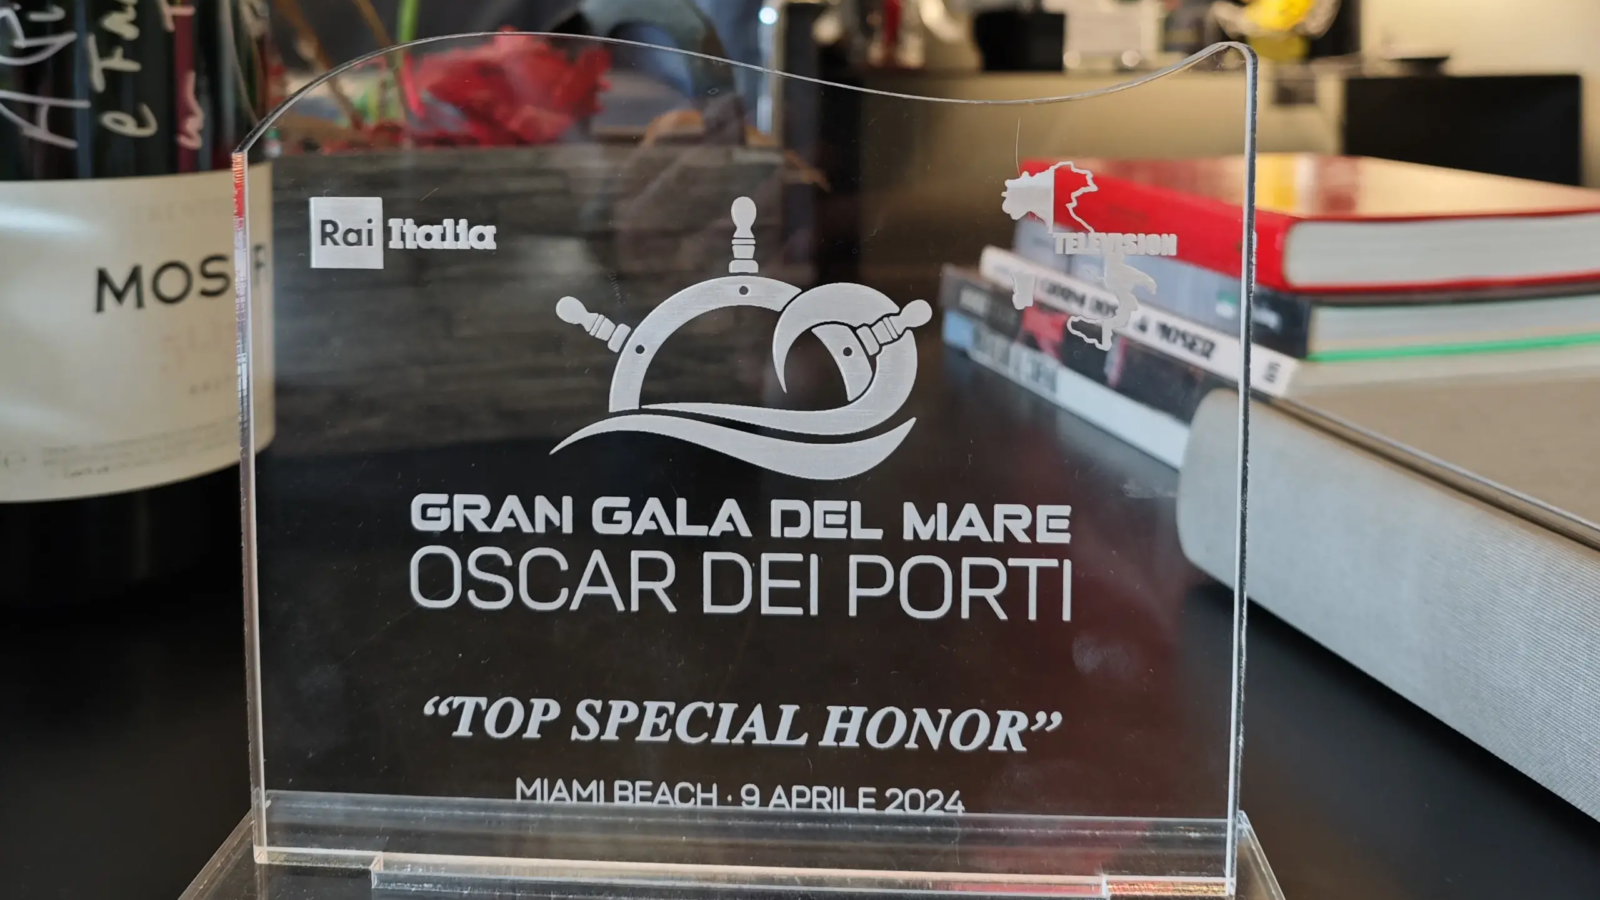 Rai Italia
TELEVISION
MOS
GRAN GALA DEL MARE
OSCAR DEI PORTI
“TOP SPECIAL HONOR”
MIAMI BEACH · 9 APRILE 2024